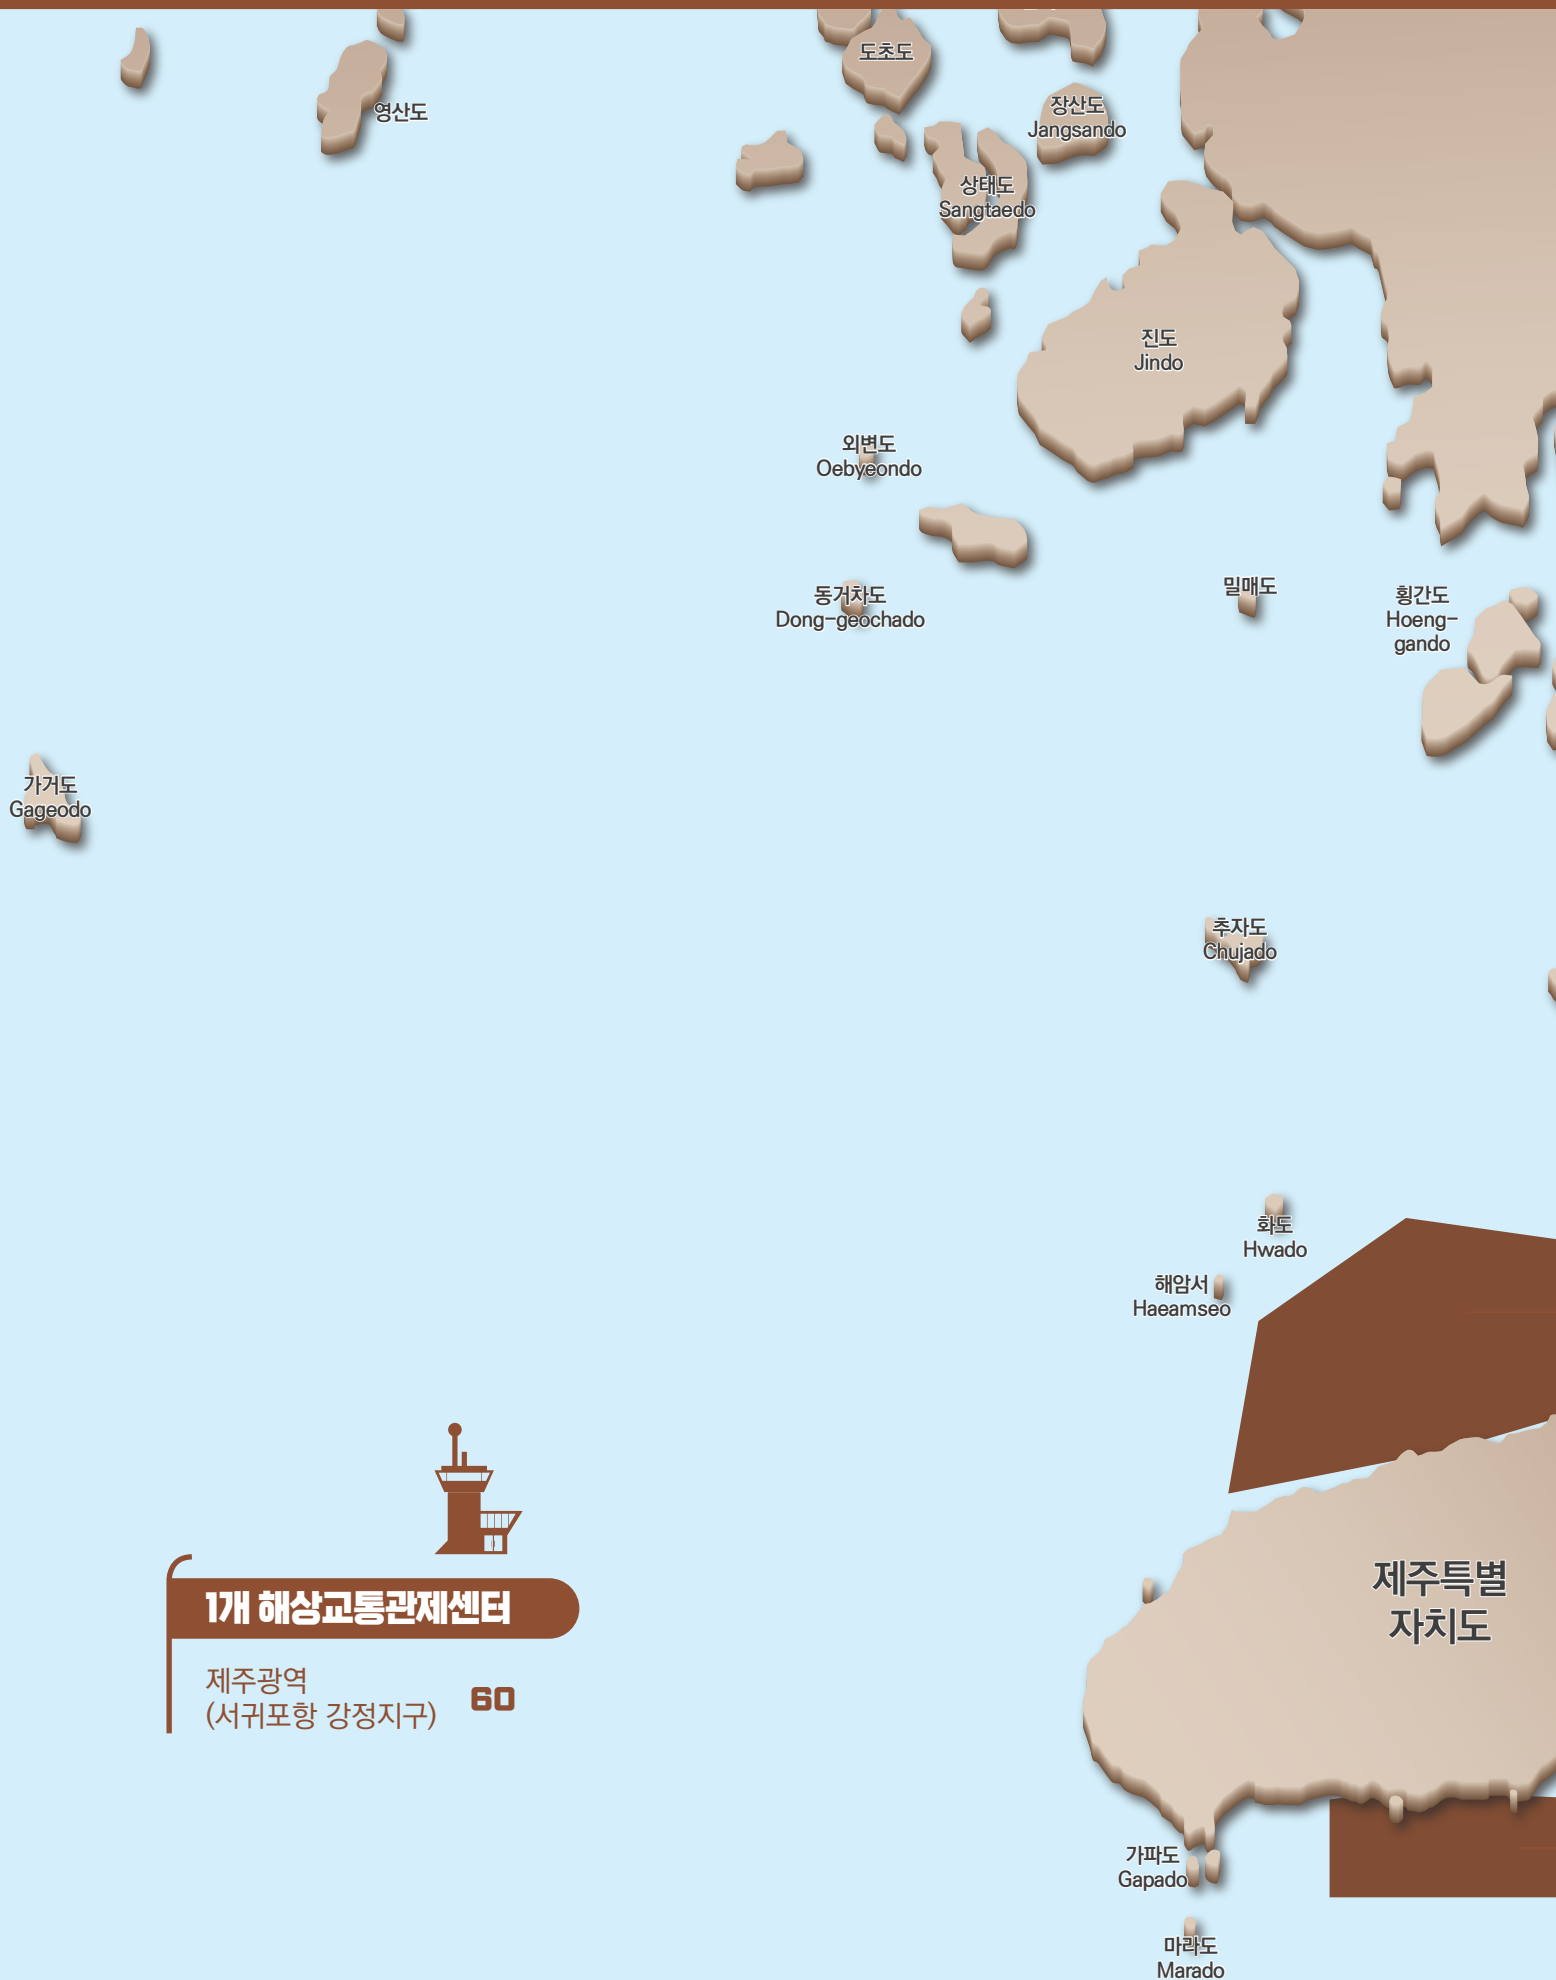 도초도
영산도
장산도
Jangsando
상태도
Sangtaedo
진도
Jindo
외변도
Oebyeondo
동거차도
Dong-geochado
밀매도
횡간도
Hoeng-
gando
가거도
Gageodo
추자도
Chujado
화도
Hwado
해암서
Haeamseo
1개 해상교통관제센터
제주광역
(서귀포항 강정지구)
60
제주특별
자치도
가파도
Gapado
마라도
Marado